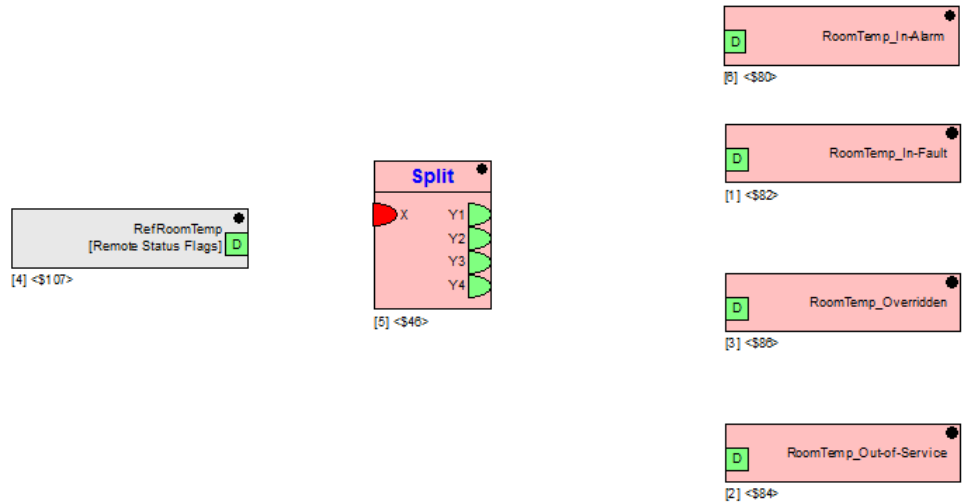 D RoomTemp_In-Alarm
[6] <$80>
D RoomTemp_In-Fault
[1] <$82>
Split
X Y1
Y2
Y3
Y4
[5] <$46>
RefRoomTemp
[Remote Status Flags] D
[4] <$107>
D RoomTemp_Overridden
[3] <$86>
D RoomTemp_Out-of-Service
[2] <$84>